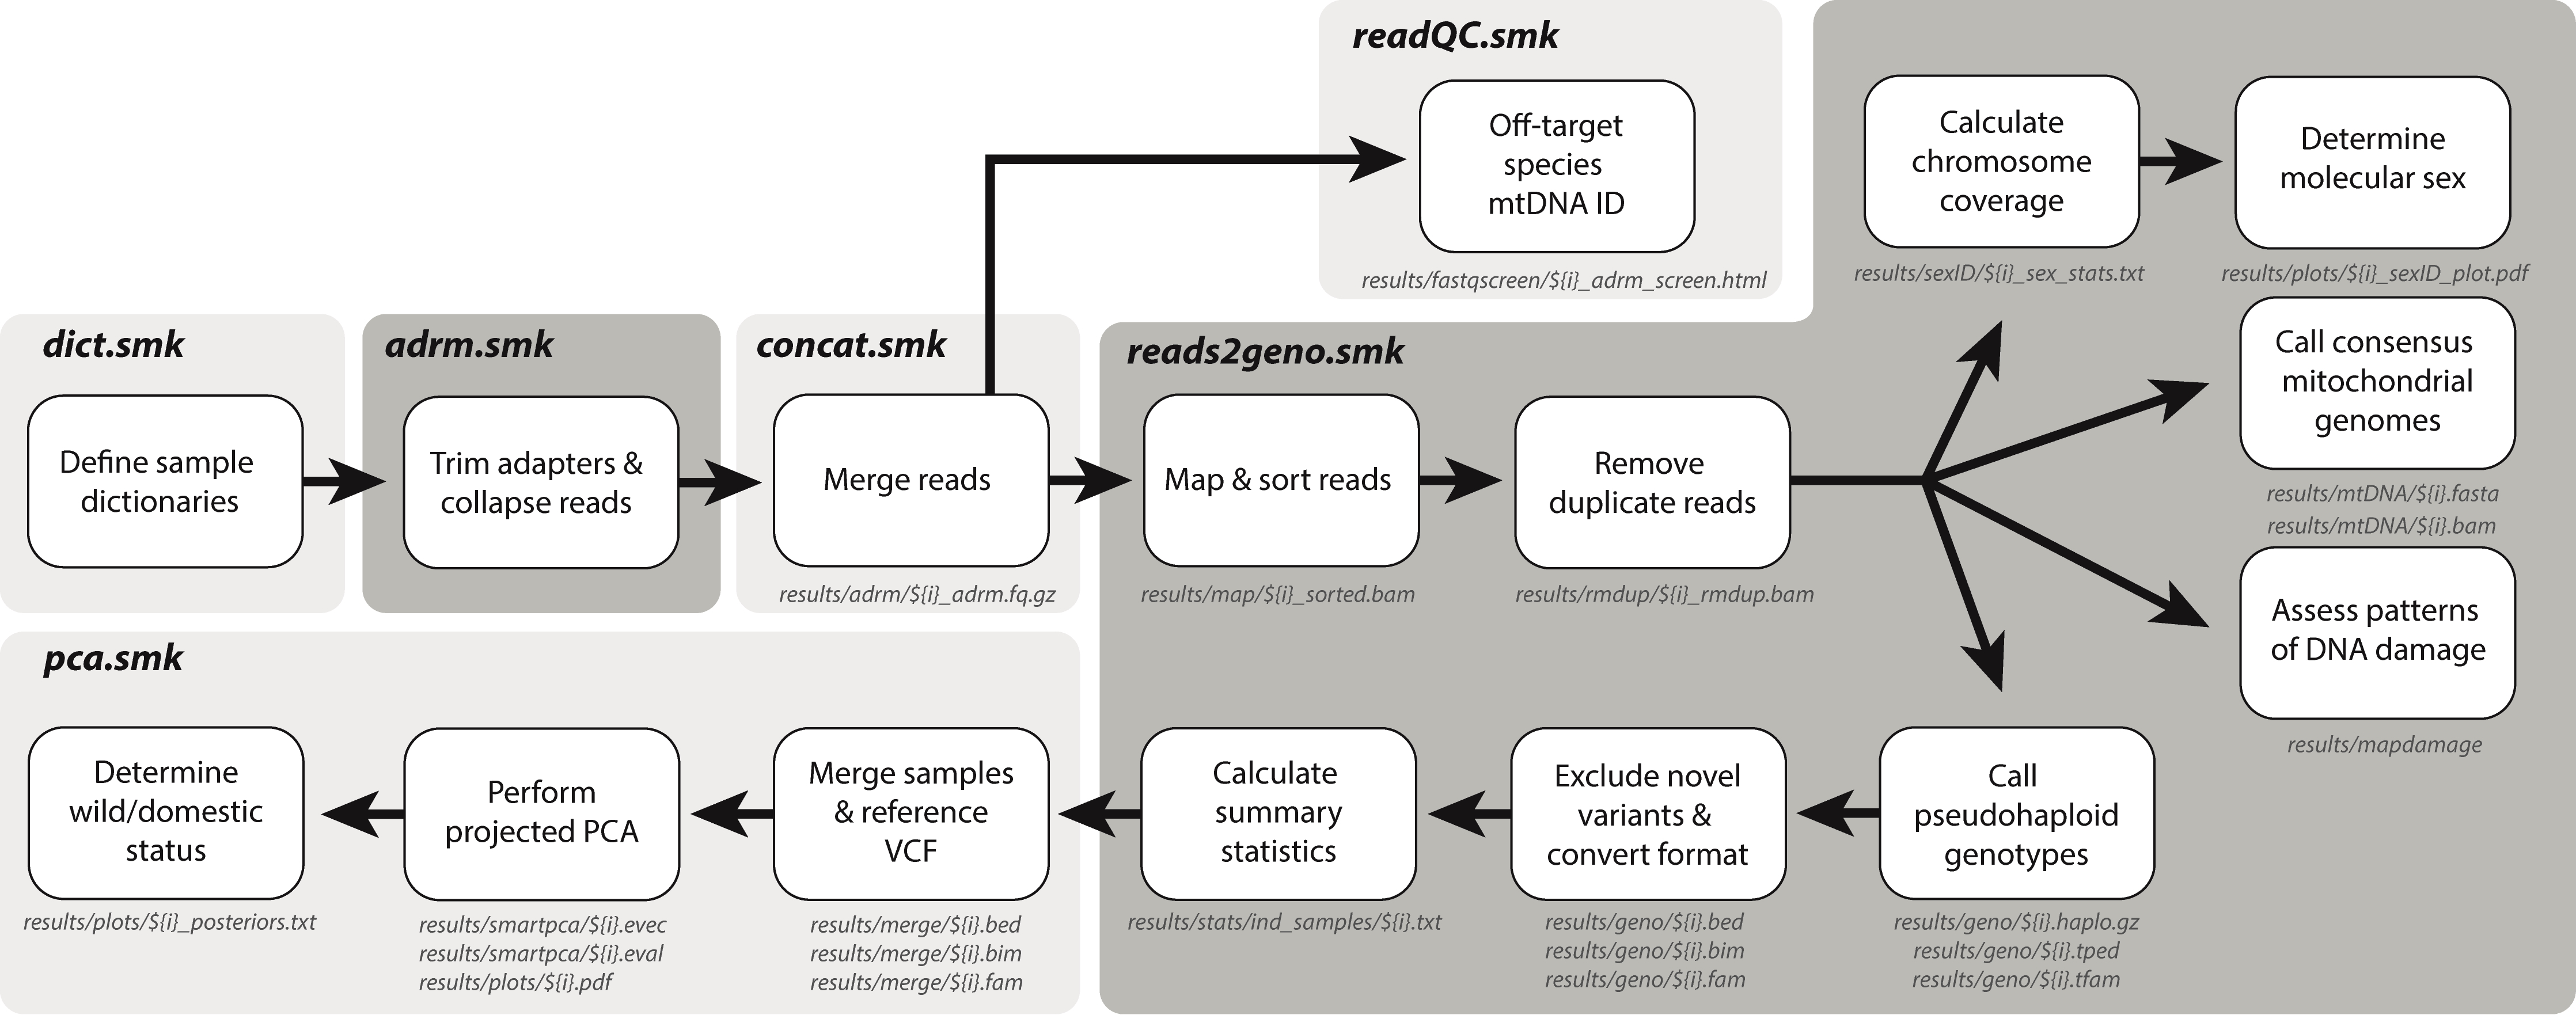 readQC.smk
Off-target
species
mtDNA ID
results/fastqscreen/${i}_adrm_screen.html
Calculate
chromosome
coverage
results/sexID/${i}_sex_stats.txt
Determine
molecular sex
results/plots/${i}_sexID_plot.pdf
dict.smk
Define sample
dictionaries
adrm.smk
Trim adapters &
collapse reads
concat.smk
Merge reads
results/adrm/${i}_adrm.fq.gz
reads2geno.smk
Map & sort reads
results/map/${i}_sorted.bam
Remove
duplicate reads
results/rmdup/${i}_rmdup.bam
Call consensus
mitochondrial
genomes
results/mtDNA/${i}.fasta
results/mtDNA/${i}.bam
Assess patterns
of DNA damage
results/mapdamage
pca.smk
Determine
wild/domestic
status
results/plots/${i}_posteriors.txt
Perform
projected PCA
results/smartpca/${i}.evec
results/smartpca/${i}.eval
results/plots/${i}.pdf
Merge samples
& reference
VCF
results/merge/${i}.bed
results/merge/${i}.bim
results/merge/${i}.fam
Calculate
summary
statistics
results/stats/ind_samples/${i}.txt
Exclude novel
variants &
convert format
results/geno/${i}.bed
results/geno/${i}.bim
results/geno/${i}.fam
Call
pseudohaploid
genotypes
results/geno/${i}.haplo.gz
results/geno/${i}.tped
results/geno/${i}.tfam